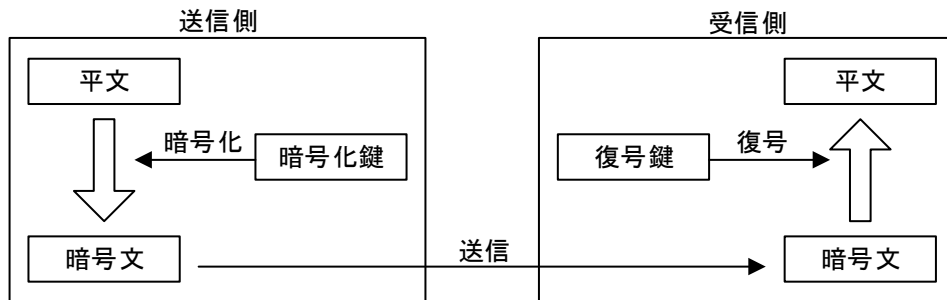 送信側
平文
暗号化
暗号化鍵
暗号文
送信
受信側
平文
復号鍵
復号
暗号文